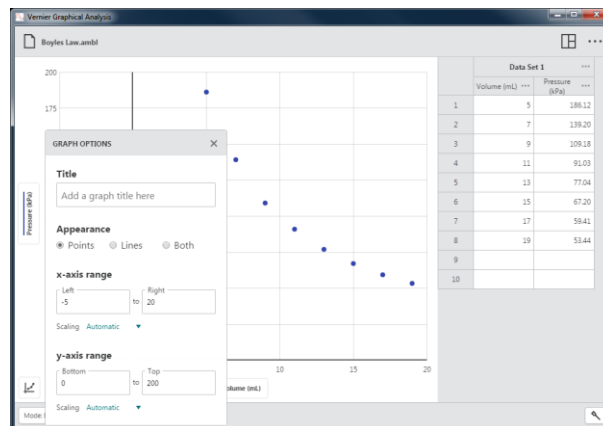 Vernier Graphical Analysis
Boyles Law.ambl
200
175
Pressure (kPa)
GRAPH OPTIONS
Title
Add a graph title here
Appearance
Points Lines Both
x-axis range
Left Right
-5 to 20
Scaling Automatic
y-axis range
Bottom Top
0 to 200
Scaling Automatic
10 15 20
olume (mL)
Mode:
Data Set 1
Volume (mL) Pressure (kPa)
1 5 186.12
2 7 139.20
3 9 109.18
4 11 91.03
5 13 77.04
6 15 67.20
7 17 59.41
8 19 53.44
9
10